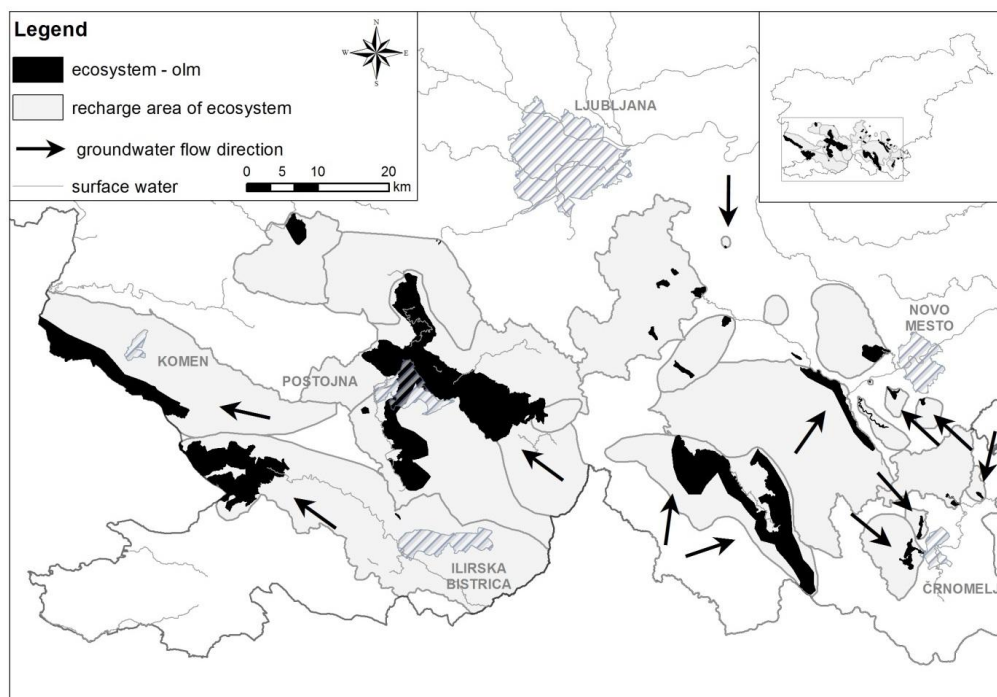 Legend
ecosystem - olm
recharge area of ecosystem
groundwater flow direction
surface water
N
W
E
S
0 5 10 20
km
LJUBLJANA
NOVO
MESTO
KOMEN
POSTOJNA
ILIRSKA
BISTRICA
ČRNOMELJ